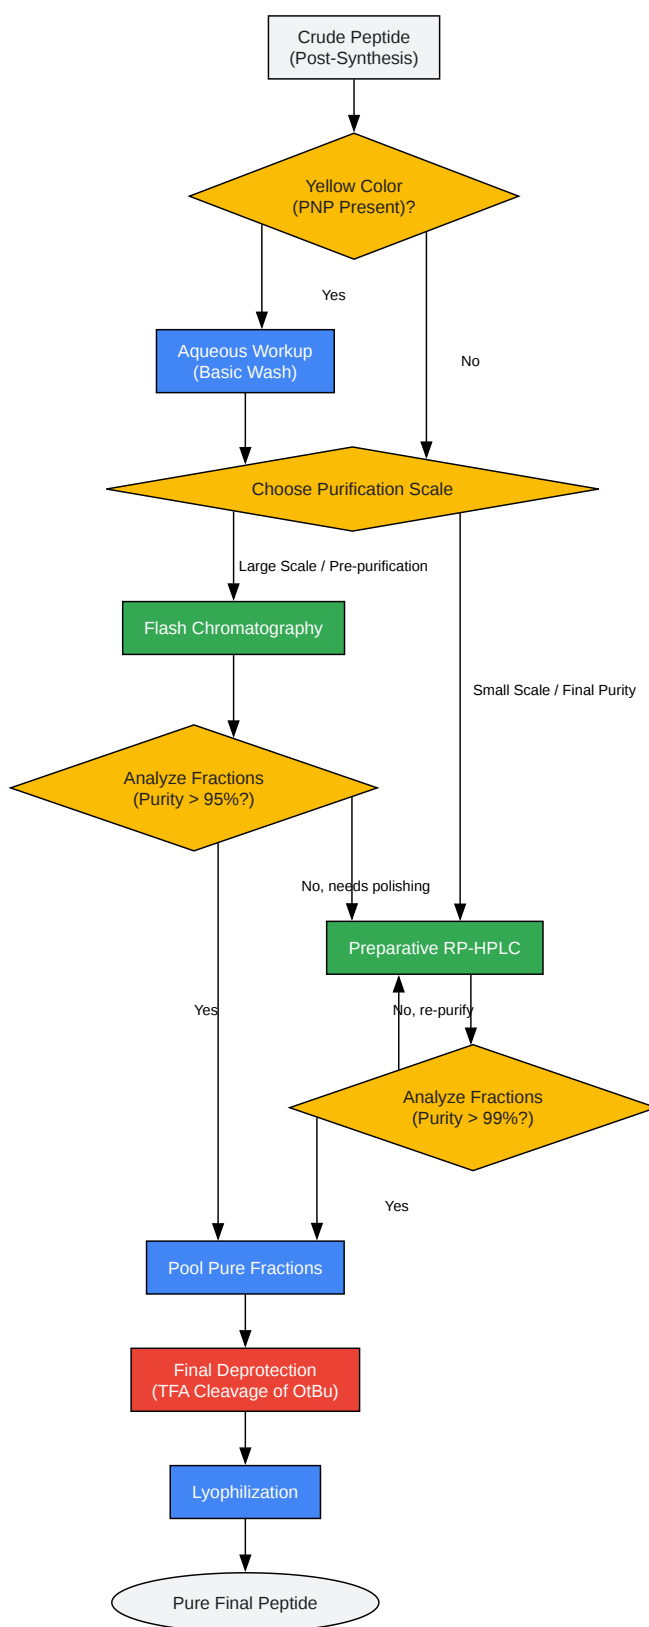 Crude Peptide
(Post-Synthesis)
Yellow Color
(PNP Present)?
Yes
Aqueous Workup
(Basic Wash)
No
Choose Purification Scale
Large Scale / Pre-purification
Flash Chromatography
Small Scale / Final Purity
Analyze Fractions
(Purity > 95%?)
No, needs polishing
Preparative RP-HPLC
Yes
No, re-purify
Analyze Fractions
(Purity > 99%?)
Yes
Pool Pure Fractions
Final Deprotection
(TFA Cleavage of OtBu)
Lyophilization
Pure Final Peptide